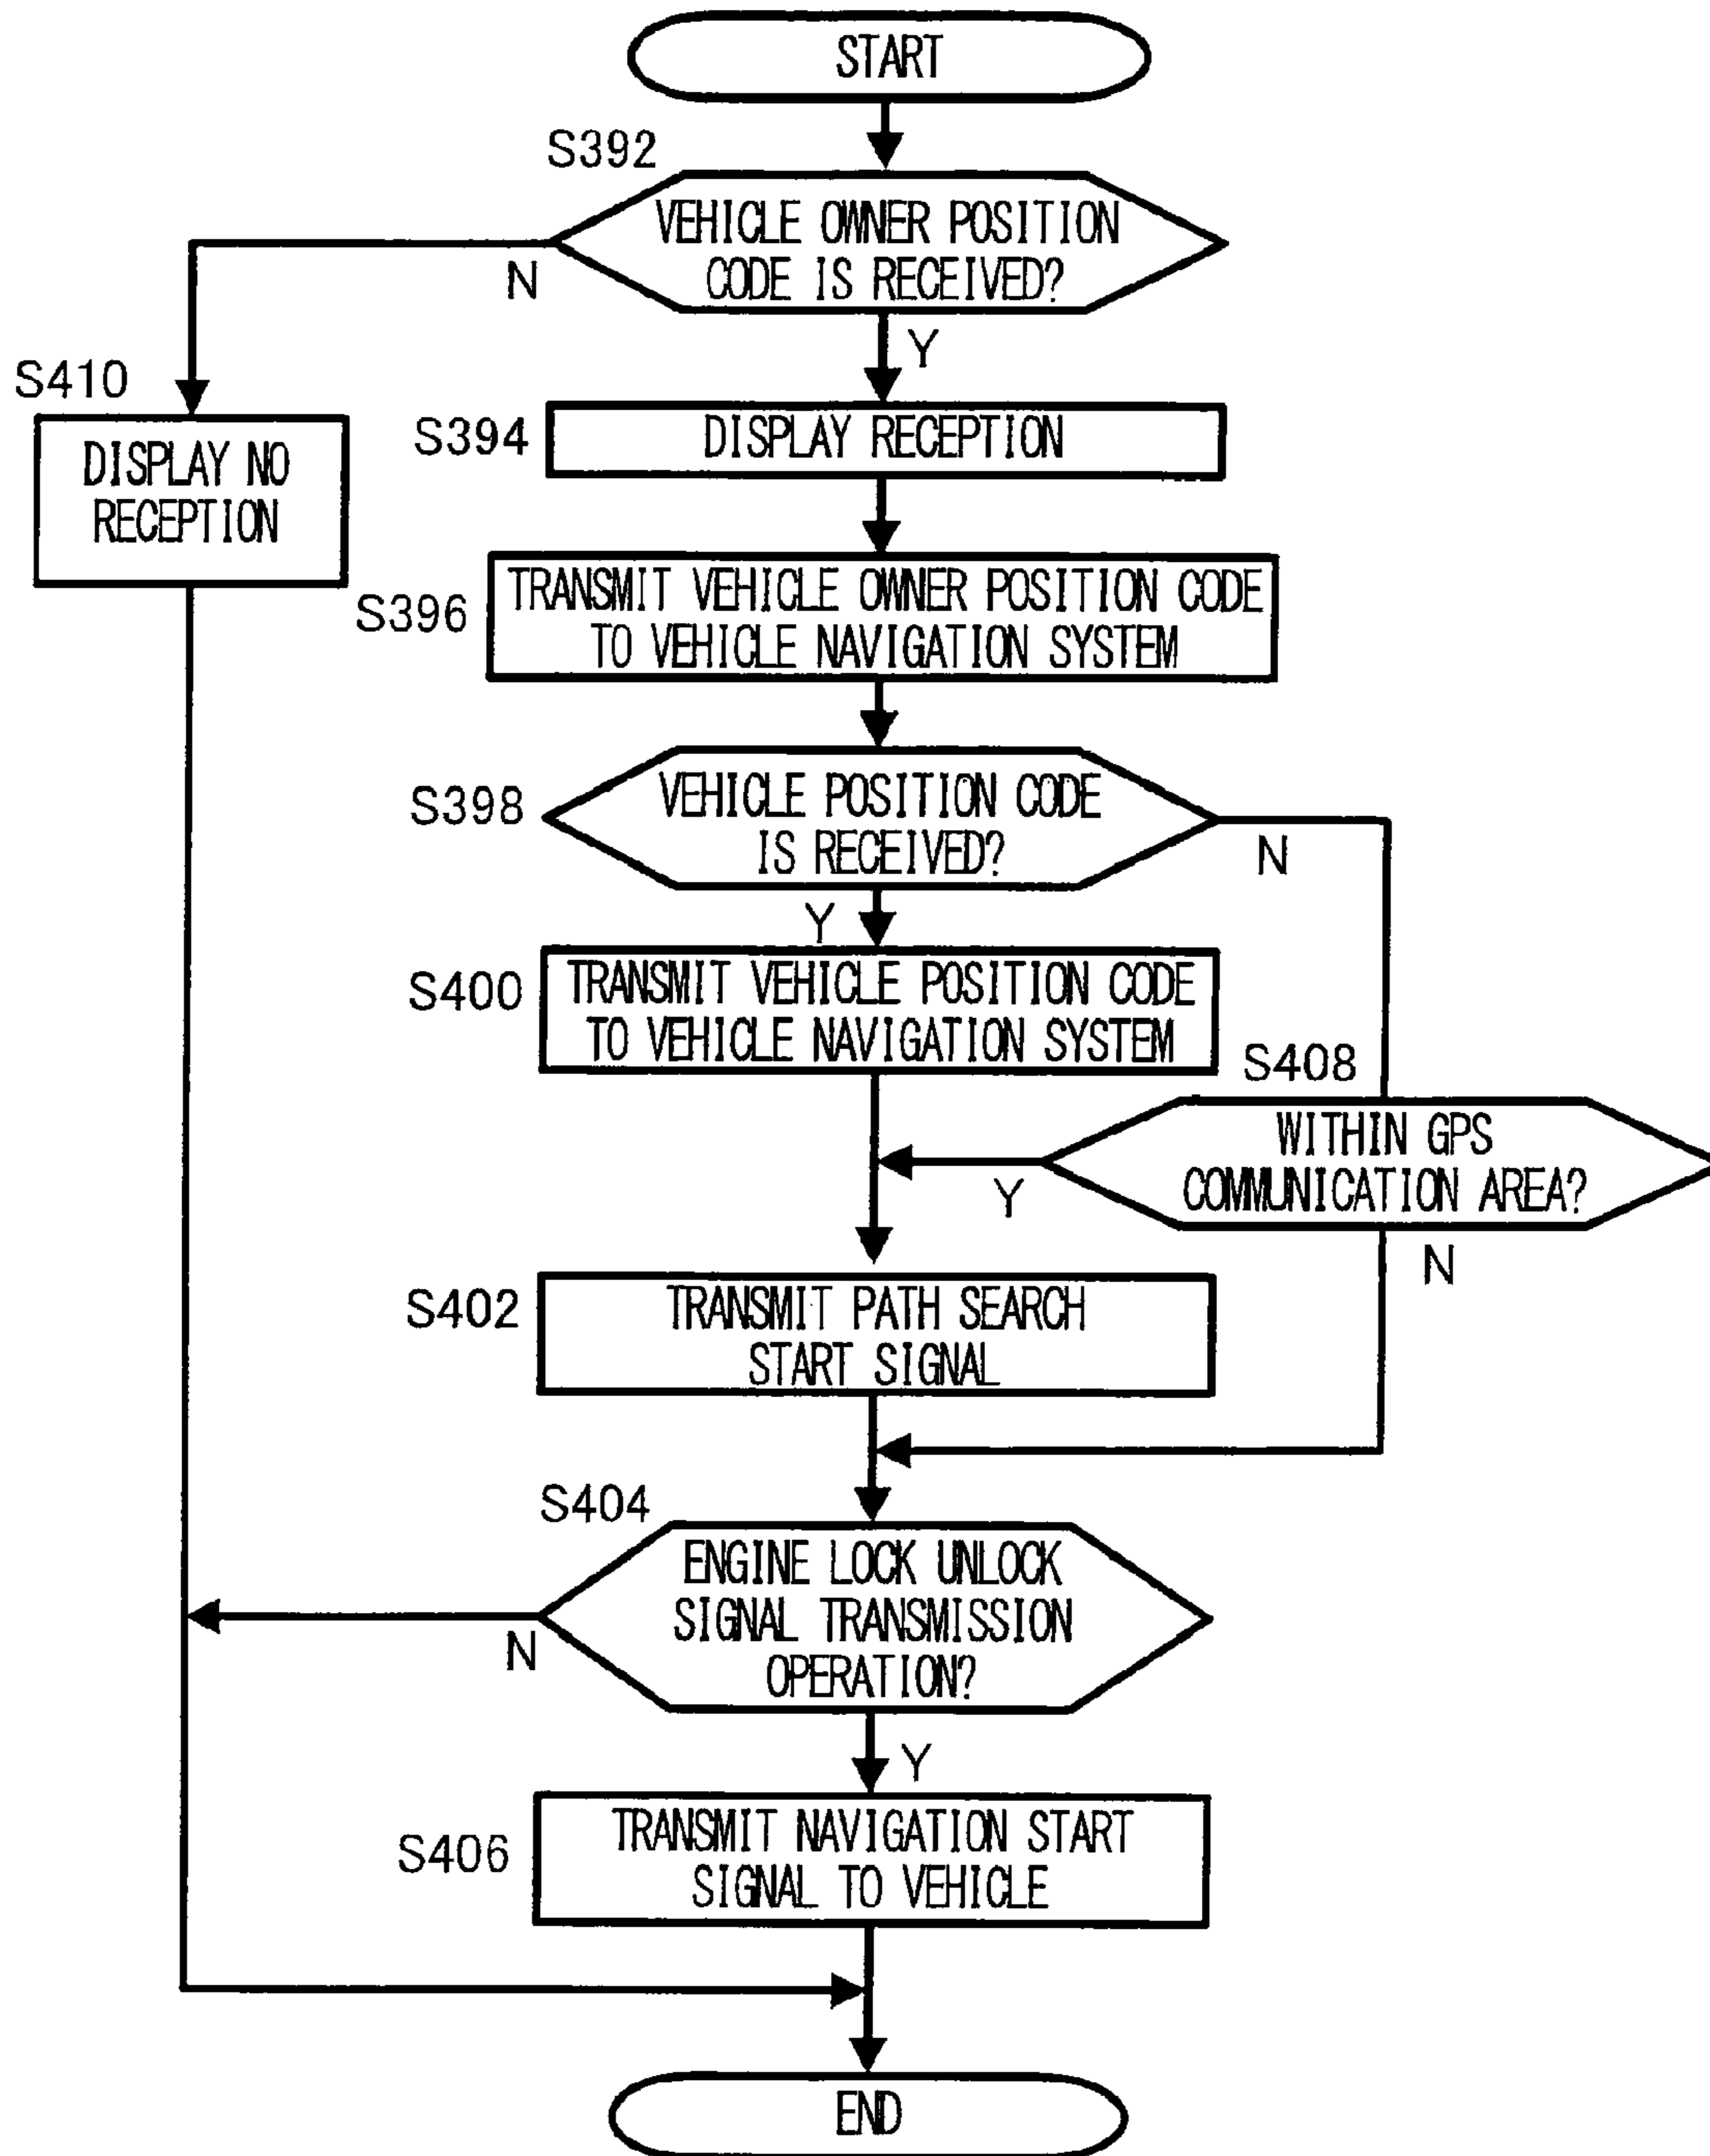 START
S392
VEHICLE OWNER POSITION
CODE IS RECEIVED?
N
Y
S410
DISPLAY NO
RECEPTION
S394
DISPLAY RECEPTION
S396
TRANSMIT VEHICLE OWNER POSITION CODE
TO VEHICLE NAVIGATION SYSTEM
S398
VEHICLE POSITION CODE
IS RECEIVED?
N
Y
S400
TRANSMIT VEHICLE POSITION CODE
TO VEHICLE NAVIGATION SYSTEM
S408
WITHIN GPS
COMMUNICATION AREA?
Y
N
S402
TRANSMIT PATH SEARCH
START SIGNAL
S404
ENGINE LOCK UNLOCK
SIGNAL TRANSMISSION
OPERATION?
N
Y
S406
TRANSMIT NAVIGATION START
SIGNAL TO VEHICLE
END